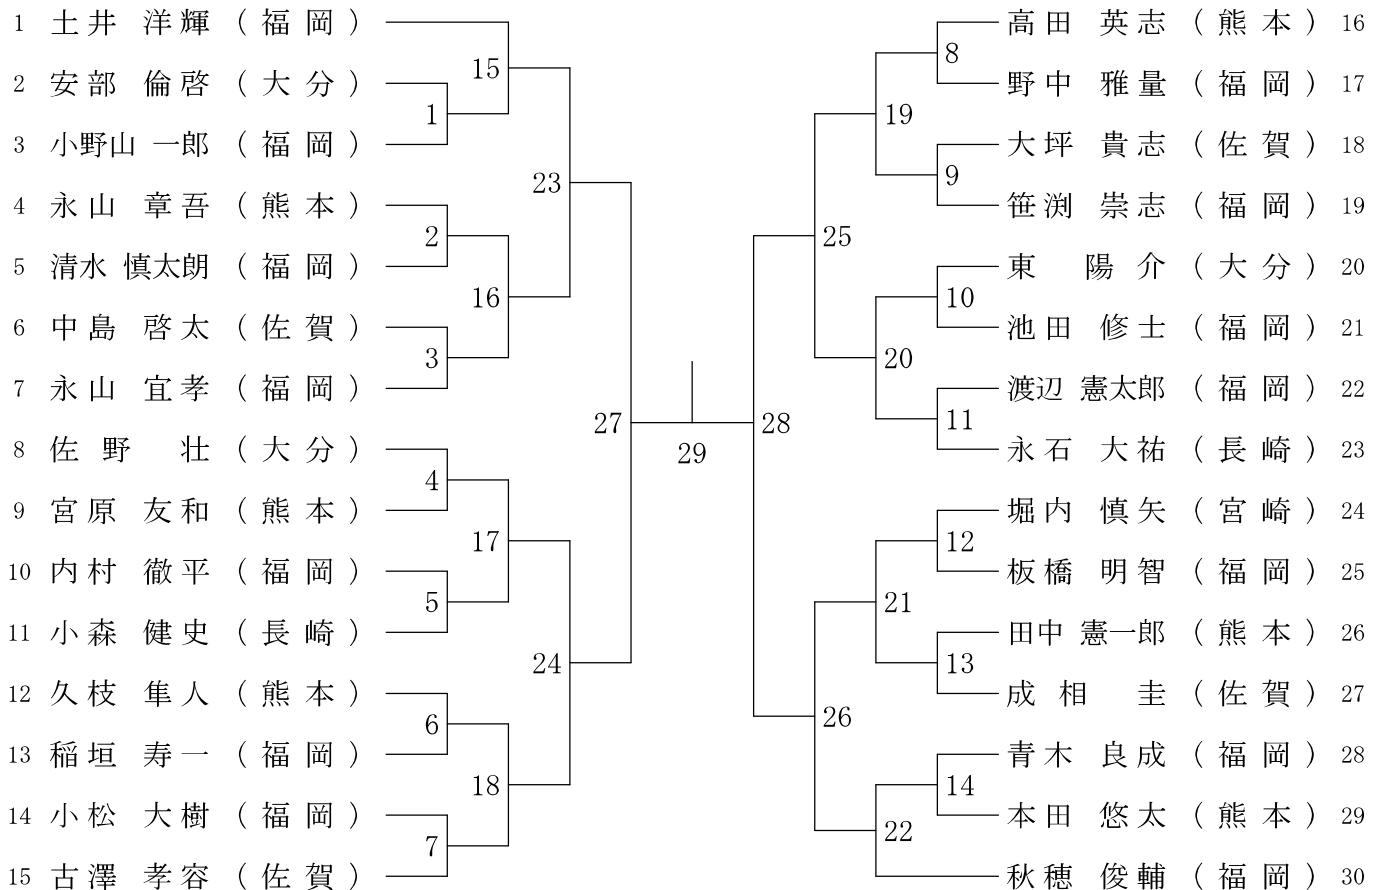 1 土井 洋輝 (福岡)
2 安部 倫啓 (大分)
3 小野山 一郎 (福岡)
4 永山 章吾 (熊本)
5 清水 慎太朗 (福岡)
6 中島 啓太 (佐賀)
7 永山 宜孝 (福岡)
8 佐野 壮 (大分)
9 宮原 友和 (熊本)
10 内村 徹平 (福岡)
11 小森 健史 (長崎)
12 久枝 隼人 (熊本)
13 稲垣 寿一 (福岡)
14 小松 大樹 (福岡)
15 古澤 孝容 (佐賀)
1
2
3
4
5
6
7
15
16
17
18
23
24
27
29
28
25
26
19
20
21
22
8
9
10
11
12
13
14
高田 英志 (熊本) 16
野中 雅量 (福岡) 17
大坪 貴志 (佐賀) 18
笹渕 崇志 (福岡) 19
東 陽介 (大分) 20
池田 修士 (福岡) 21
渡辺 憲太郎 (福岡) 22
永石 大祐 (長崎) 23
堀内 慎矢 (宮崎) 24
板橋 明智 (福岡) 25
田中 憲一郎 (熊本) 26
成相 圭 (佐賀) 27
青木 良成 (福岡) 28
本田 悠太 (熊本) 29
秋穂 俊輔 (福岡) 30